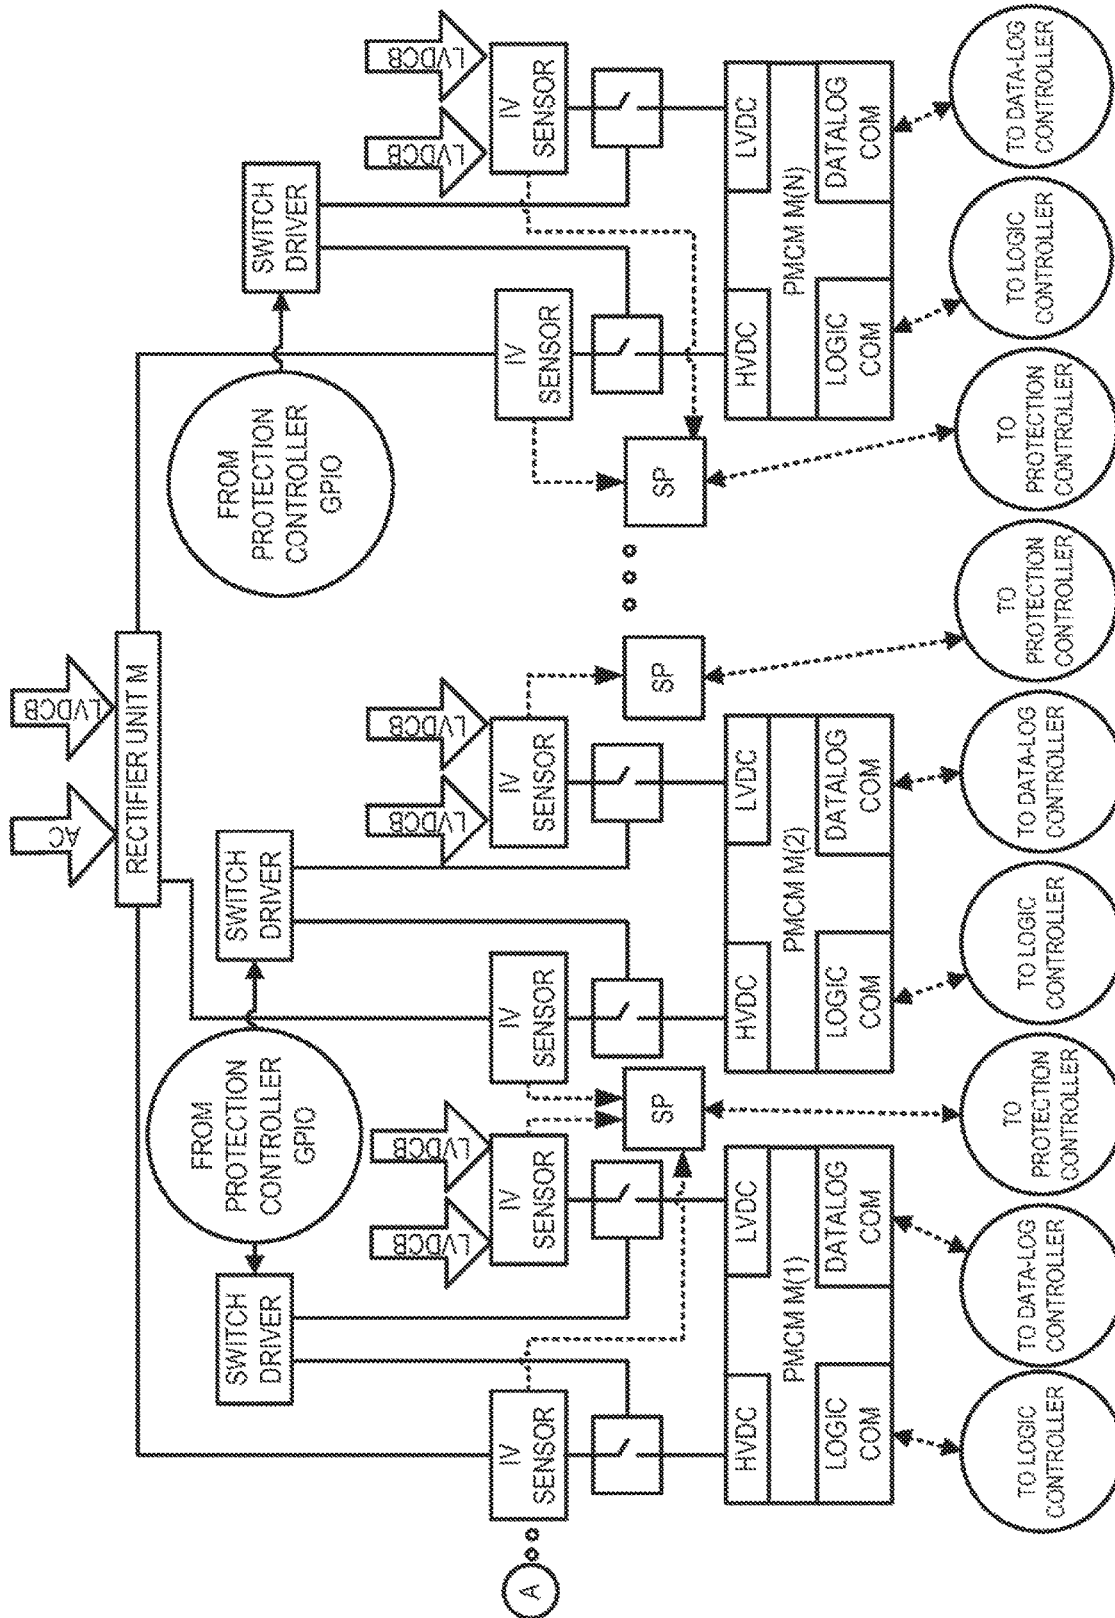 AC
LVDCB
RECTIFIER UNIT M
FROM
PROTECTION
CONTROLLER
GPIO
FROM
PROTECTION
CONTROLLER
GPIO
SWITCH
DRIVER
SWITCH
DRIVER
SWITCH
DRIVER
LVDCB
LVDCB
LVDCB
LVDCB
LVDCB
LVDCB
A
IV
SENSOR
IV
SENSOR
IV
SENSOR
IV
SENSOR
IV
SENSOR
IV
SENSOR
SP
SP
SP
HVDC
LVDC
PMCM M(1)
LOGIC
COM
DATALOG
COM
HVDC
LVDC
PMCM M(2)
LOGIC
COM
DATALOG
COM
HVDC
LVDC
PMCM M(N)
LOGIC
COM
DATALOG
COM
TO LOGIC
CONTROLLER
TO DATA-LOG
CONTROLLER
TO
PROTECTION
CONTROLLER
TO LOGIC
CONTROLLER
TO DATA-LOG
CONTROLLER
TO
PROTECTION
CONTROLLER
TO
PROTECTION
CONTROLLER
TO LOGIC
CONTROLLER
TO DATA-LOG
CONTROLLER